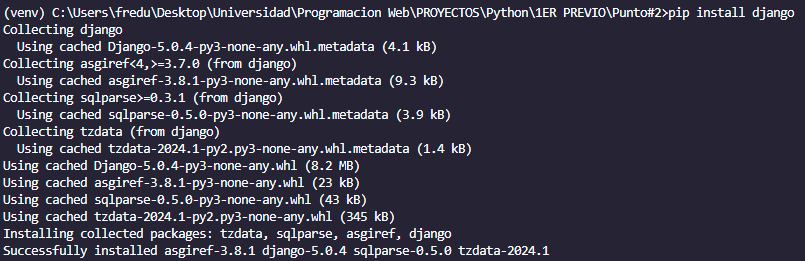 (venv) C:\Users\fredu\Desktop\Universidad\Programacion Web\PROYECTOS\Python\1ER PREVIO\Punto#2>pip install django
Collecting django
  Using cached Django-5.0.4-py3-none-any.whl.metadata (4.1 kB)
Collecting asgiref<4,>=3.7.0 (from django)
  Using cached asgiref-3.8.1-py3-none-any.whl.metadata (9.3 kB)
Collecting sqlparse>=0.3.1 (from django)
  Using cached sqlparse-0.5.0-py3-none-any.whl.metadata (3.9 kB)
Collecting tzdata (from django)
  Using cached tzdata-2024.1-py2.py3-none-any.whl.metadata (1.4 kB)
Using cached Django-5.0.4-py3-none-any.whl (8.2 MB)
Using cached asgiref-3.8.1-py3-none-any.whl (23 kB)
Using cached sqlparse-0.5.0-py3-none-any.whl (43 kB)
Using cached tzdata-2024.1-py2.py3-none-any.whl (345 kB)
Installing collected packages: tzdata, sqlparse, asgiref, django
Successfully installed asgiref-3.8.1 django-5.0.4 sqlparse-0.5.0 tzdata-2024.1